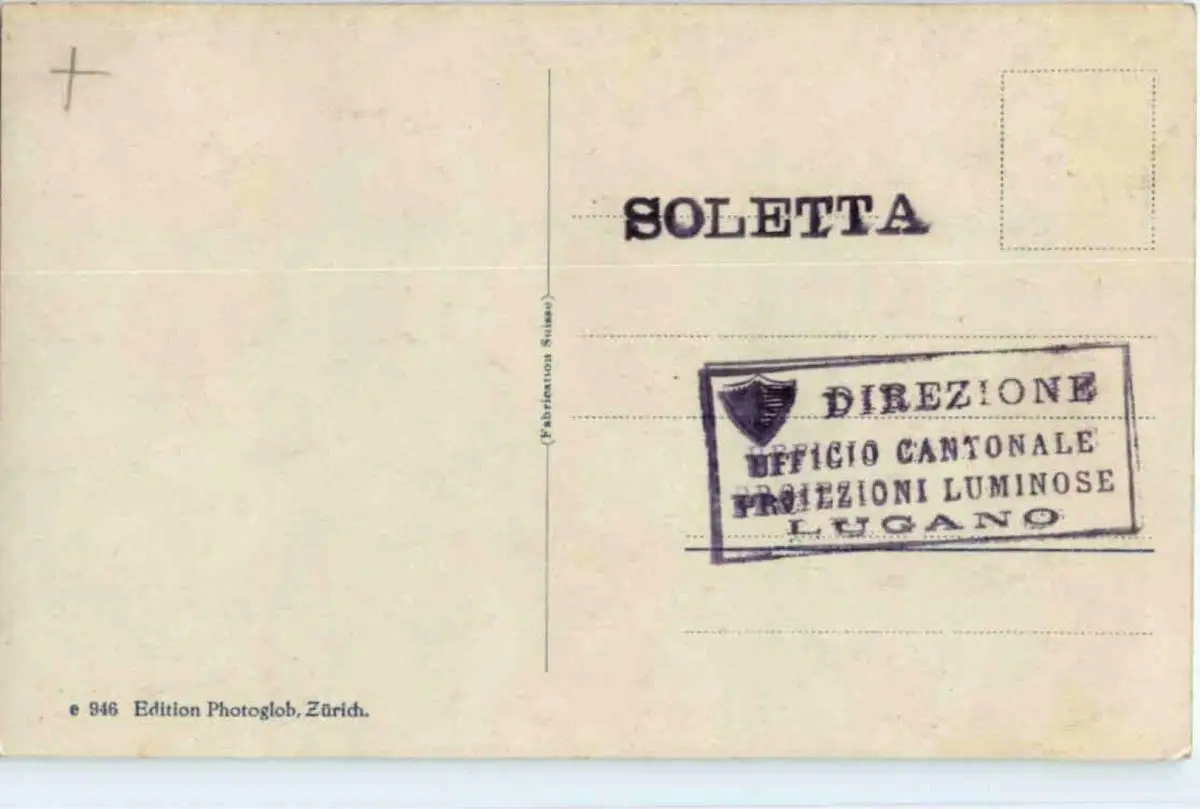 SOLETTA
(Fabrication Suisse)
DIREZIONE
UFFICIO CANTONALE
PROIEZIONI LUMINOSE
LUGANO
e 946 Edition Photoglob, Zürich.